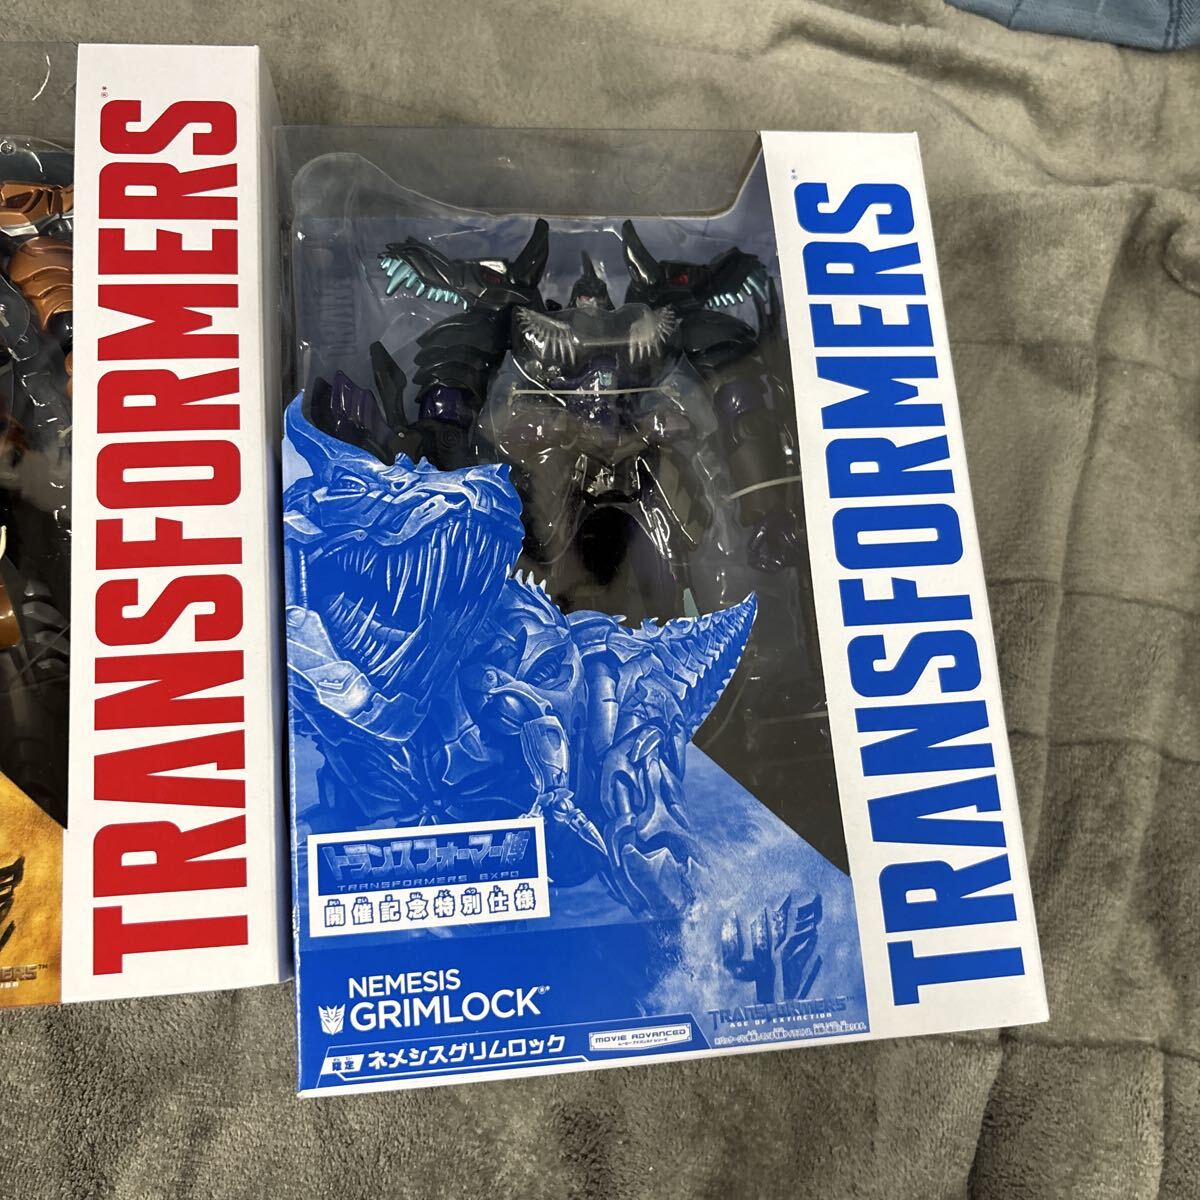 TRANSFORMERS
TRANSFORMERS
トランスフォーマー博
TRANSFORMERS EXPO
開催記念特別仕様
NEMESIS
GRIMLOCK
限定 ネメシスグリムロック
MOVIE ADVANCED
TRANSFORMERS™
AGE OF EXTINCTION